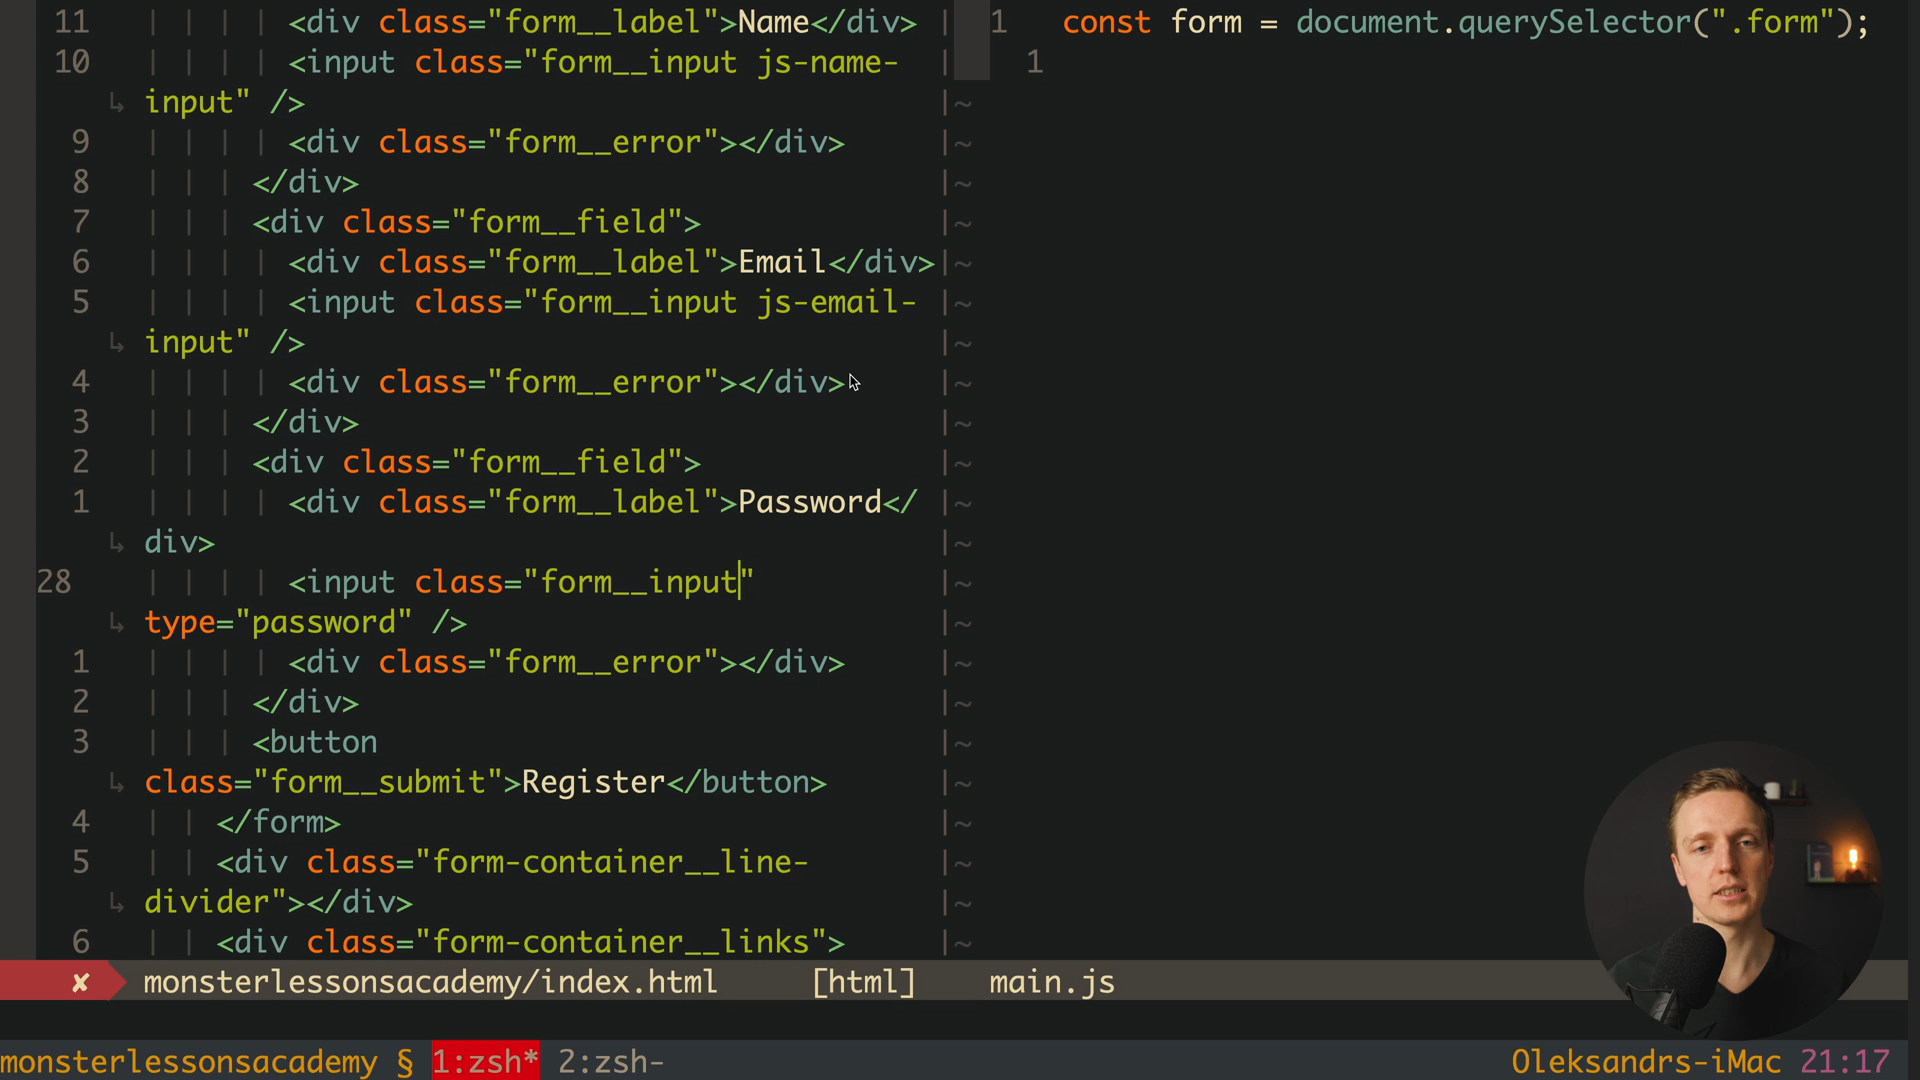 11 <div class="form__label">Name</div>
10 <input class="form__input js-name-
↳ input" />
9 <div class="form__error"></div>
8 </div>
7 <div class="form__field">
6 <div class="form__label">Email</div>
5 <input class="form__input js-email-
↳ input" />
4 <div class="form__error"></div>
3 </div>
2 <div class="form__field">
1 <div class="form__label">Password</
↳ div>
28 <input class="form__input"
↳ type="password" />
1 <div class="form__error"></div>
2 </div>
3 <button
↳ class="form__submit">Register</button>
4 </form>
5 <div class="form-container__line-
↳ divider"></div>
6 <div class="form-container__links">
1 const form = document.querySelector(".form");
1
✘ monsterlessonsacademy/index.html [html] main.js
monsterlessonsacademy § 1:zsh* 2:zsh- Oleksandrs-iMac 21:17